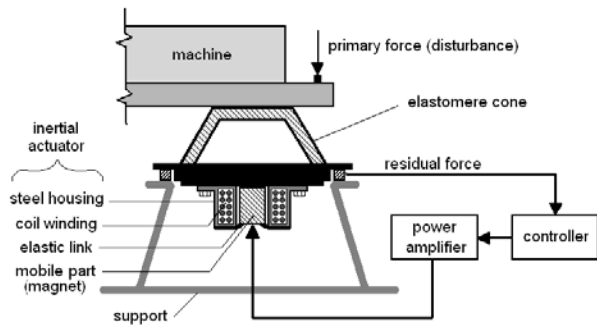 machine
primary force (disturbance)
elastomere cone
inertial
actuator
residual force
steel housing
coil winding
elastic link
mobile part
(magnet)
power
amplifier
controller
support